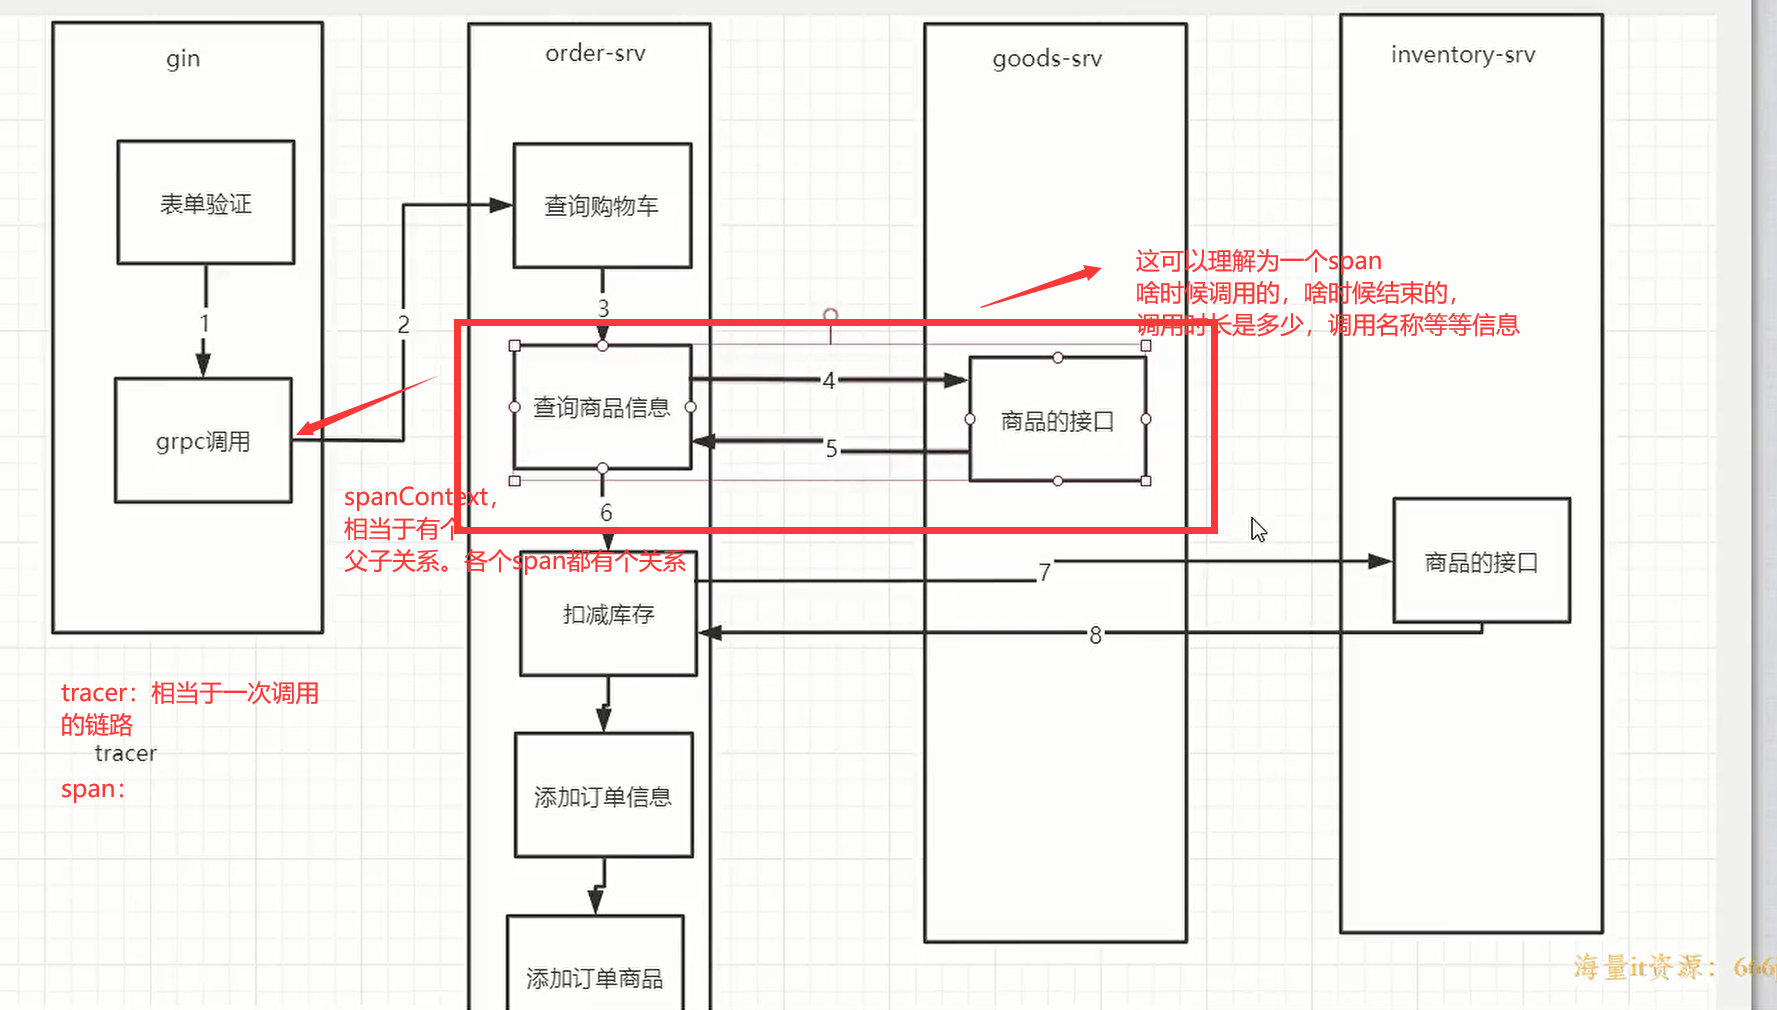 gin
order-srv
goods-srv
inventory-srv
表单验证
查询购物车
1
2
3
这可以理解为一个span
啥时候调用的，啥时候结束的，
调用时长是多少，调用名称等等信息
grpc调用
查询商品信息
4
5
商品的接口
spanContext，
相当于有个
父子关系。各个span都有个关系
6
7
商品的接口
扣减库存
8
tracer：相当于一次调用
的链路
tracer
span：
添加订单信息
添加订单商品
海量it资源：666